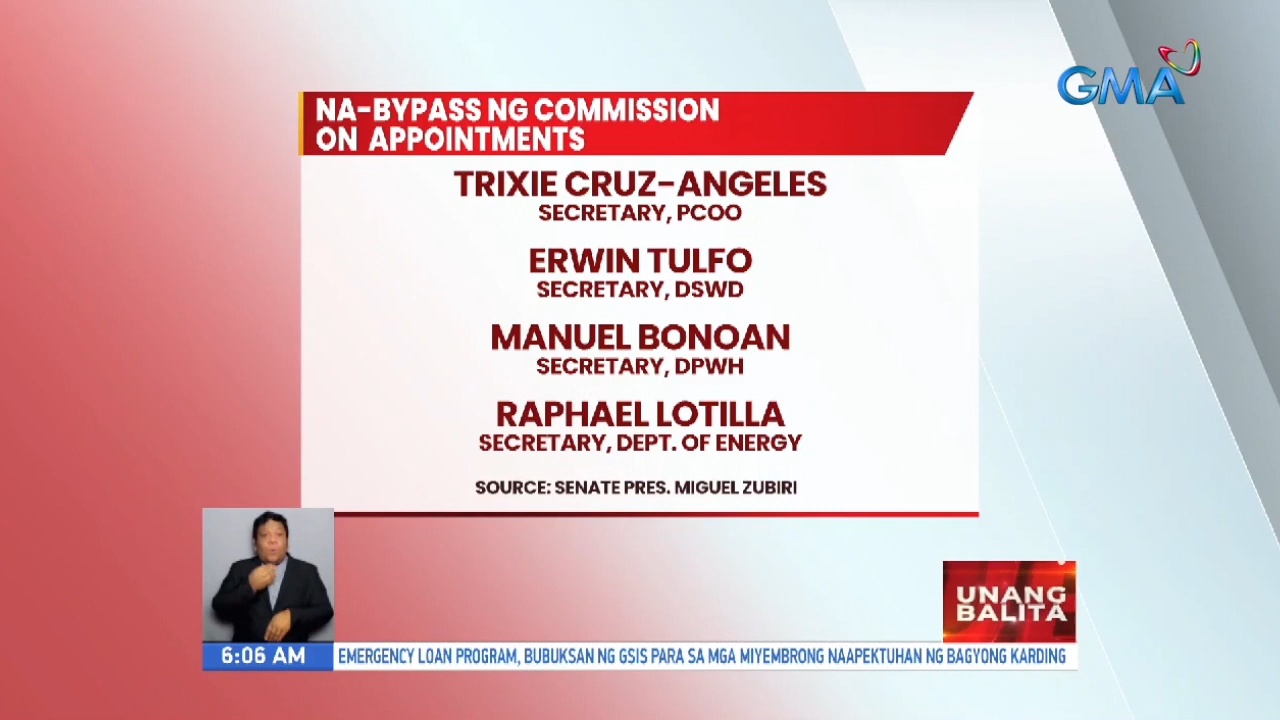 GMA
NA-BYPASS NG COMMISSION
ON APPOINTMENTS
TRIXIE CRUZ-ANGELES
SECRETARY, PCOO
ERWIN TULFO
SECRETARY, DSWD
MANUEL BONOAN
SECRETARY, DPWH
RAPHAEL LOTILLA
SECRETARY, DEPT. OF ENERGY
SOURCE: SENATE PRES. MIGUEL ZUBIRI
UNANG
BALITA
6:06 AM
EMERGENCY LOAN PROGRAM, BUBUKSAN NG GSIS PARA SA MGA MIYEMBRONG NAAPEKTUHAN NG BAGYONG KARDING